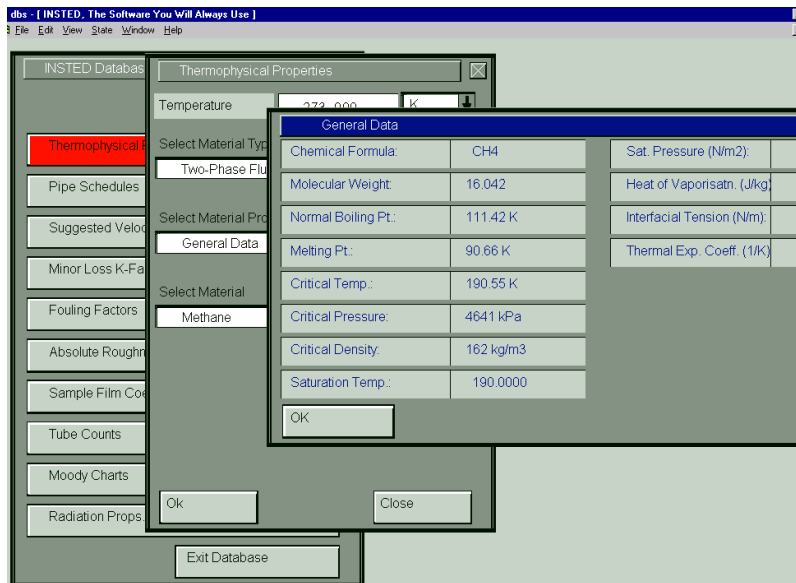 dbs - [ INSTED, The Software You Will Always Use ]
File Edit View State Window Help
INSTED Databas
Thermophysical
Pipe Schedules
Suggested Veloc
Minor Loss K-Fa
Fouling Factors
Absolute Roughn
Sample Film Coe
Tube Counts
Moody Charts
Radiation Props.
Exit Database
Thermophysical Properties
Temperature 273.000 K
Select Material Typ
Two-Phase Flu
Select Material Pro
General Data
Select Material
Methane
Ok Close
General Data
Chemical Formula: CH4 Sat. Pressure (N/m2):
Molecular Weight: 16.042 Heat of Vaporisatn. (J/kg)
Normal Boiling Pt.: 111.42 K Interfacial Tension (N/m):
Melting Pt.: 90.66 K Thermal Exp. Coeff. (1/K)
Critical Temp.: 190.55 K
Critical Pressure: 4641 kPa
Critical Density: 162 kg/m3
Saturation Temp.: 190.0000
OK